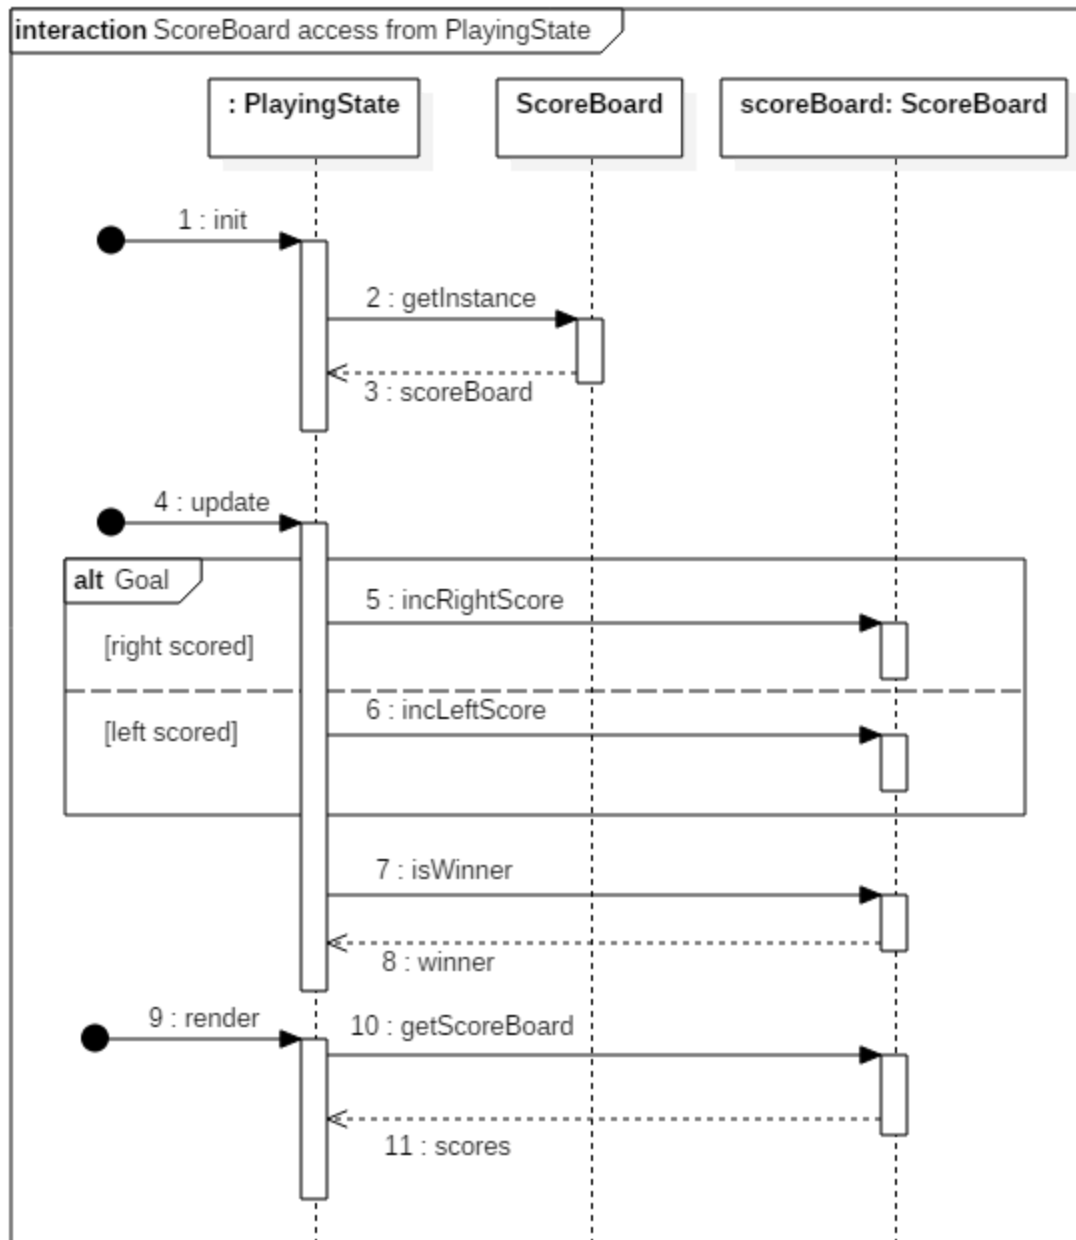 interaction ScoreBoard access from PlayingState
: PlayingState
ScoreBoard
scoreBoard: ScoreBoard
1 : init
2 : getInstance
3 : scoreBoard
4 : update
alt Goal
5 : incRightScore
[right scored]
6 : incLeftScore
[left scored]
7 : isWinner
8 : winner
9 : render
10 : getScoreBoard
11 : scores